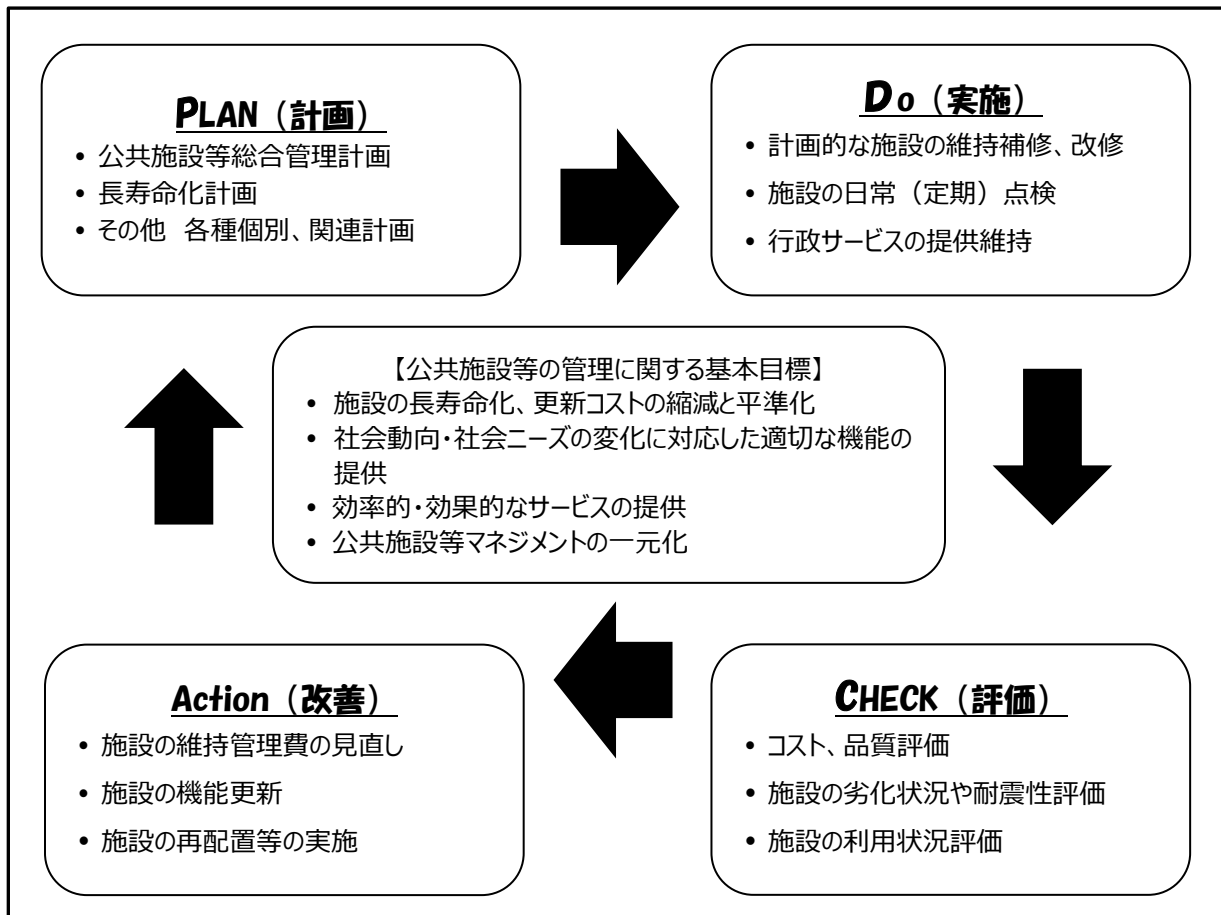 PLAN（計画）
• 公共施設等総合管理計画
• 長寿命化計画
• その他　各種個別、関連計画
Do（実施）
• 計画的な施設の維持補修、改修
• 施設の日常（定期）点検
• 行政サービスの提供維持
【公共施設等の管理に関する基本目標】
• 施設の長寿命化、更新コストの縮減と平準化
• 社会動向・社会ニーズの変化に対応した適切な機能の
提供
• 効率的・効果的なサービスの提供
• 公共施設等マネジメントの一元化
Action（改善）
• 施設の維持管理費の見直し
• 施設の機能更新
• 施設の再配置等の実施
CHECK（評価）
• コスト、品質評価
• 施設の劣化状況や耐震性評価
• 施設の利用状況評価